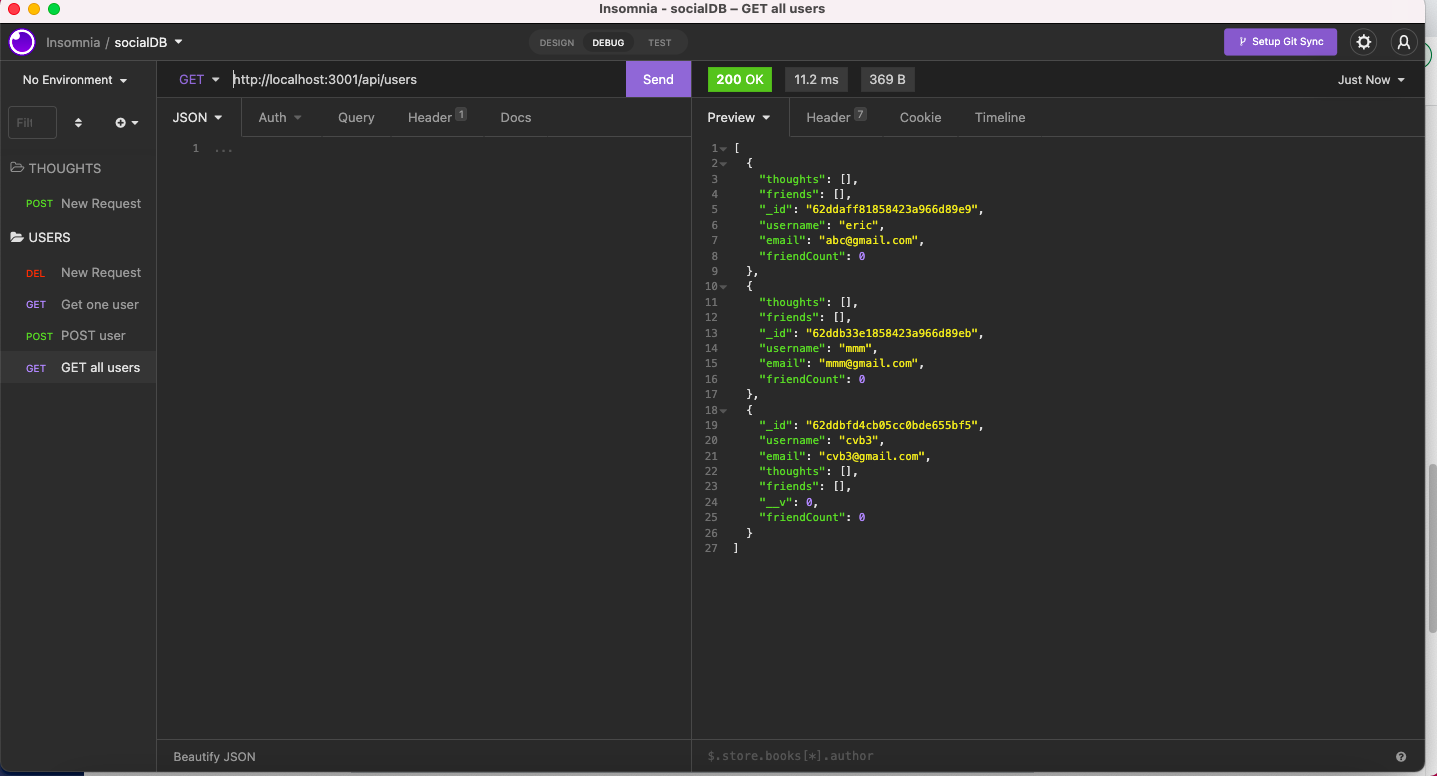 Insomnia - socialDB – GET all users
Insomnia / socialDB
DESIGN DEBUG TEST
Setup Git Sync
No Environment
GET http://localhost:3001/api/users Send
200 OK 11.2 ms 369 B Just Now
Filt
JSON Auth Query Header 1 Docs
Preview Header 7 Cookie Timeline
THOUGHTS
POST New Request
USERS
DEL New Request
GET Get one user
POST POST user
GET GET all users
1 ...
1 [
2 {
3 "thoughts": [],
4 "friends": [],
5 "_id": "62ddaff81858423a966d89e9",
6 "username": "eric",
7 "email": "abc@gmail.com",
8 "friendCount": 0
9 },
10 {
11 "thoughts": [],
12 "friends": [],
13 "_id": "62ddb33e1858423a966d89eb",
14 "username": "mmm",
15 "email": "mmm@gmail.com",
16 "friendCount": 0
17 },
18 {
19 "_id": "62ddbfd4cb05cc0bde655bf5",
20 "username": "cvb3",
21 "email": "cvb3@gmail.com",
22 "thoughts": [],
23 "friends": [],
24 "__v": 0,
25 "friendCount": 0
26 }
27 ]
Beautify JSON
$.store.books[*].author